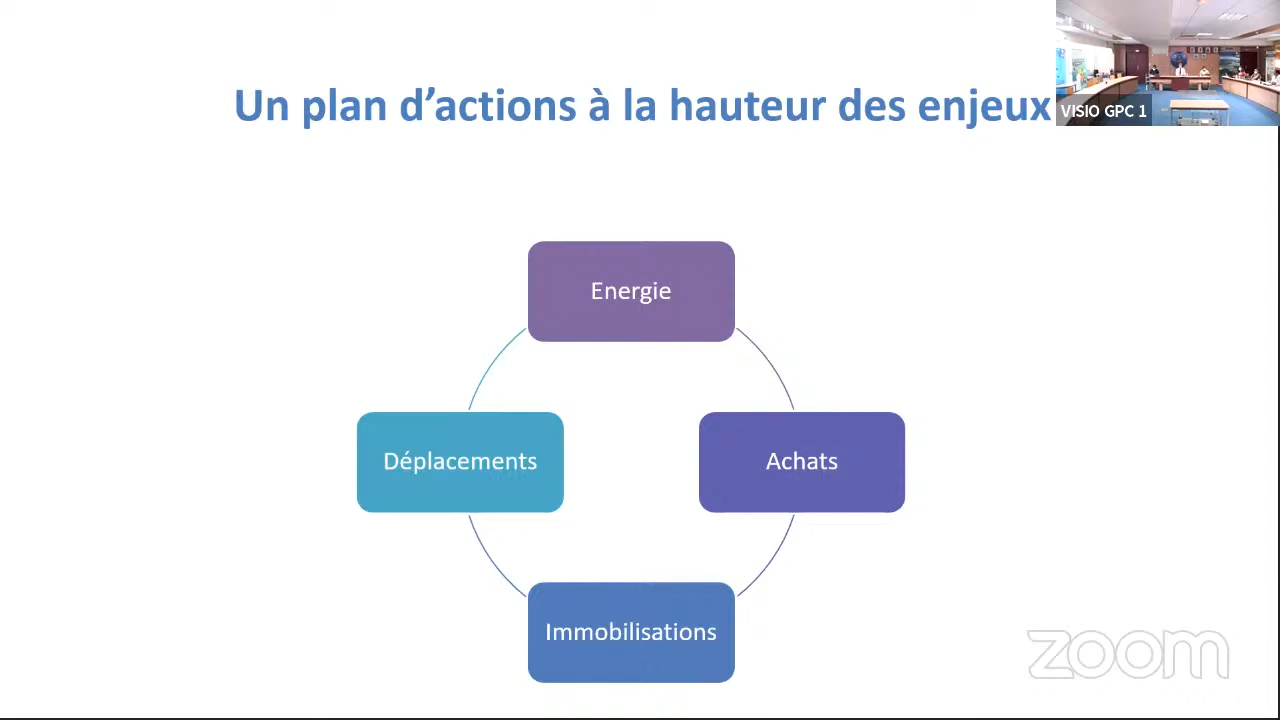 Un plan d’actions à la hauteur des enjeux
VISIO GPC 1
Energie
Déplacements
Achats
Immobilisations
zoom